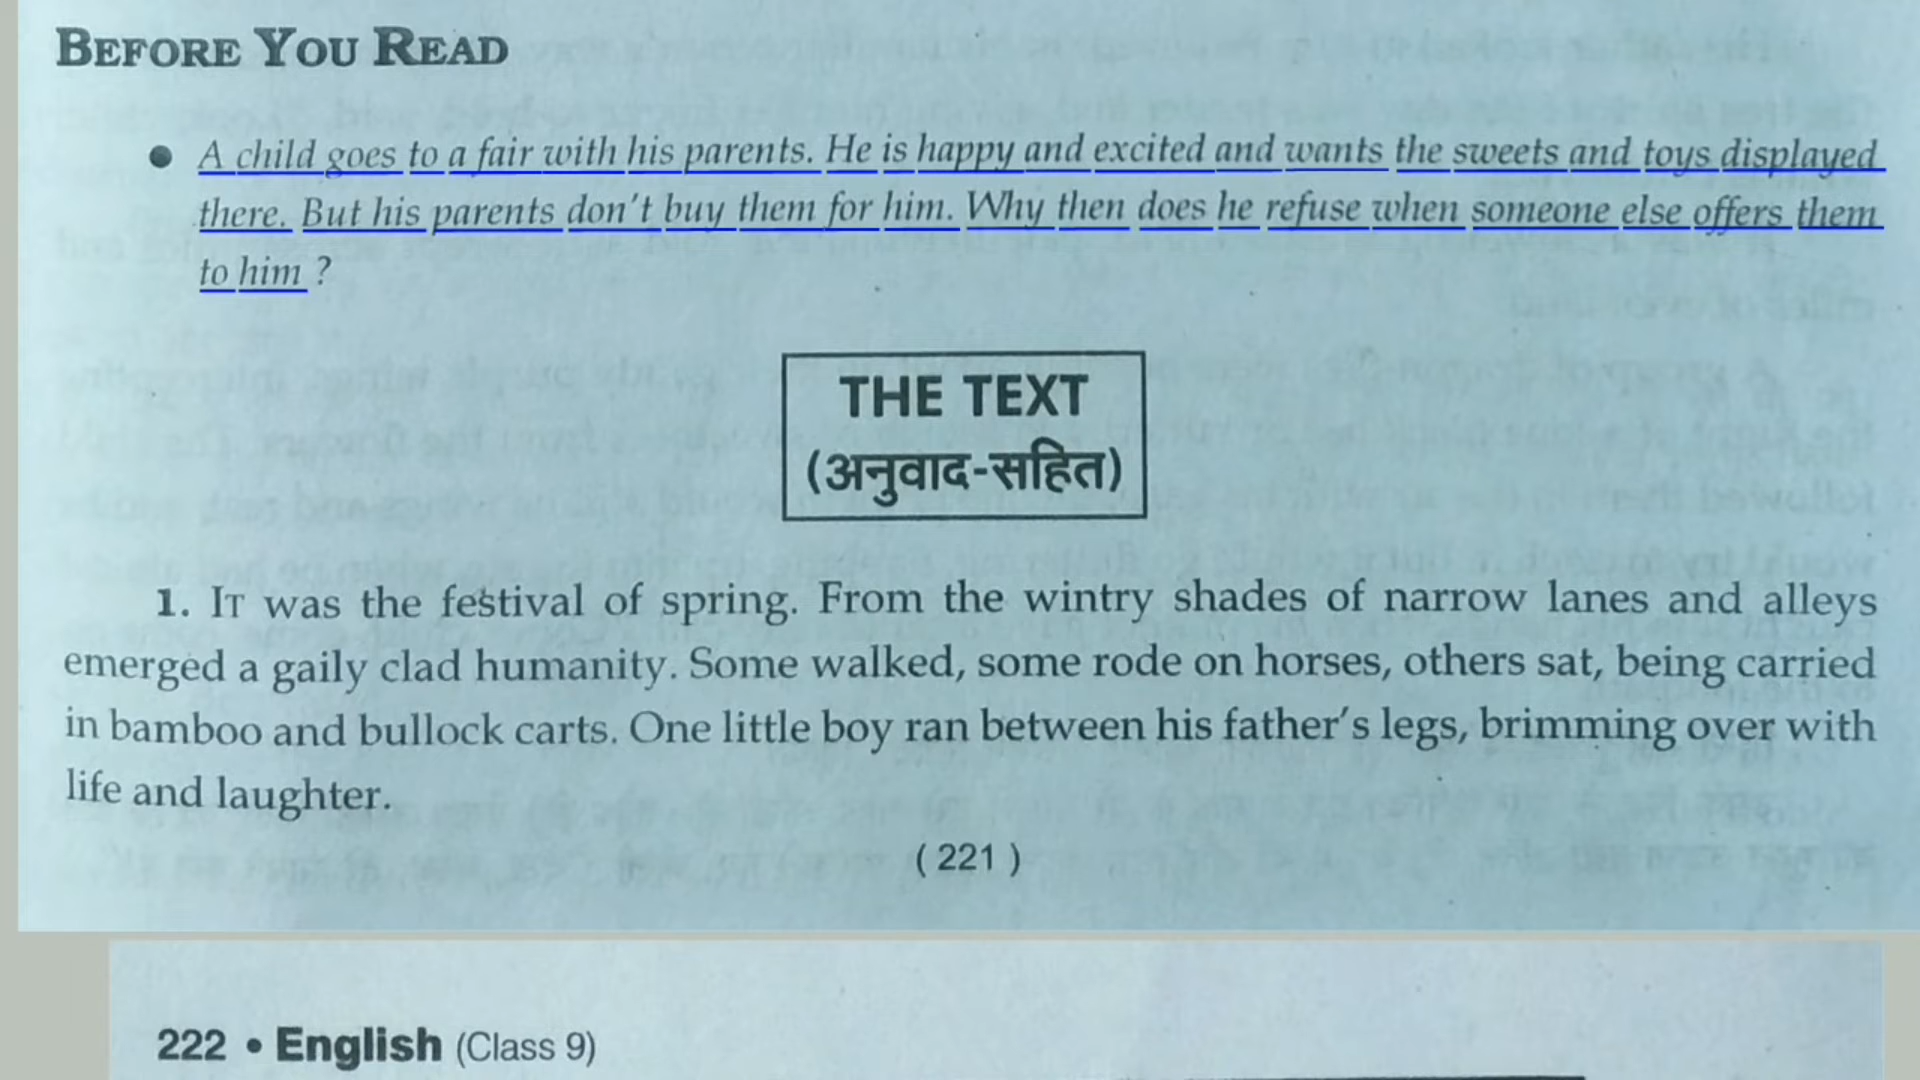 BEFORE YOU READ
● A child goes to a fair with his parents. He is happy and excited and wants the sweets and toys displayed
there. But his parents don't buy them for him. Why then does he refuse when someone else offers them
to him ?
THE TEXT
(अनुवाद-सहित)
1. IT was the festival of spring. From the wintry shades of narrow lanes and alleys
emerged a gaily clad humanity. Some walked, some rode on horses, others sat, being carried
in bamboo and bullock carts. One little boy ran between his father's legs, brimming over with
life and laughter.
( 221 )
222 • English (Class 9)